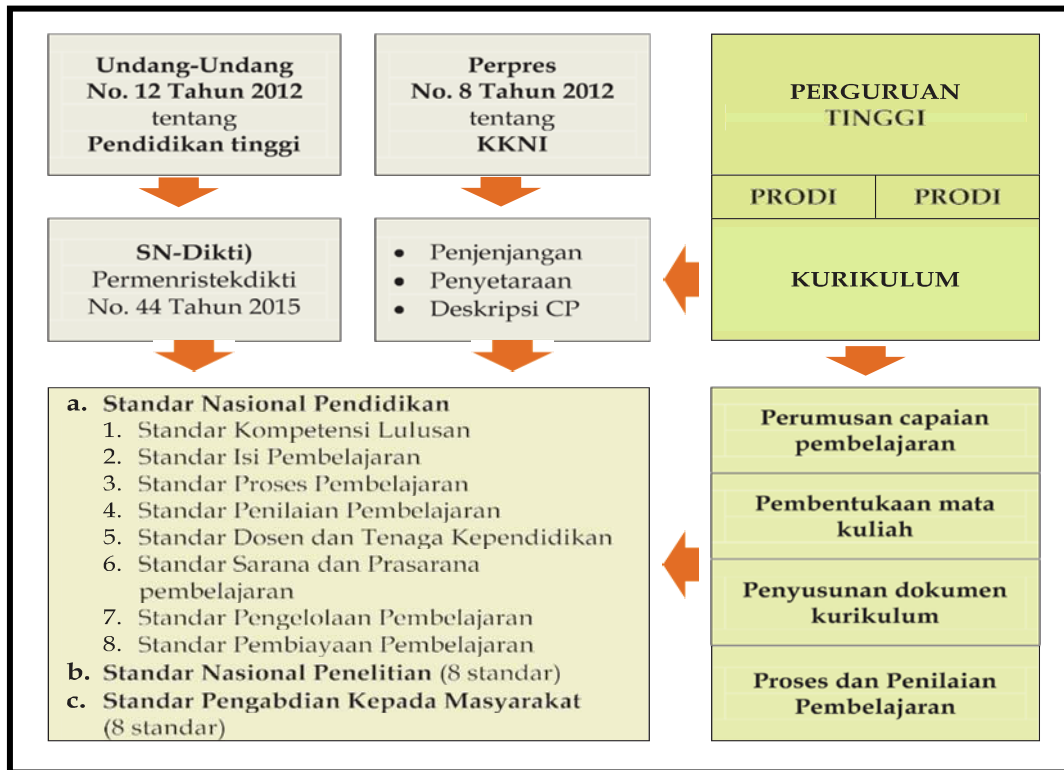 Undang-Undang
No. 12 Tahun 2012
tentang
Pendidikan tinggi
Perpres
No. 8 Tahun 2012
tentang
KKNI
PERGURUAN
TINGGI
PRODI
PRODI
KURIKULUM
SN-Dikti)
Permenristekdikti
No. 44 Tahun 2015
• Penjenjangan
• Penyetaraan
• Deskripsi CP
a. Standar Nasional Pendidikan
1. Standar Kompetensi Lulusan
2. Standar Isi Pembelajaran
3. Standar Proses Pembelajaran
4. Standar Penilaian Pembelajaran
5. Standar Dosen dan Tenaga Kependidikan
6. Standar Sarana dan Prasarana
pembelajaran
7. Standar Pengelolaan Pembelajaran
8. Standar Pembiayaan Pembelajaran
b. Standar Nasional Penelitian (8 standar)
c. Standar Pengabdian Kepada Masyarakat
(8 standar)
Perumusan capaian
pembelajaran
Pembentukaan mata
kuliah
Penyusunan dokumen
kurikulum
Proses dan Penilaian
Pembelajaran